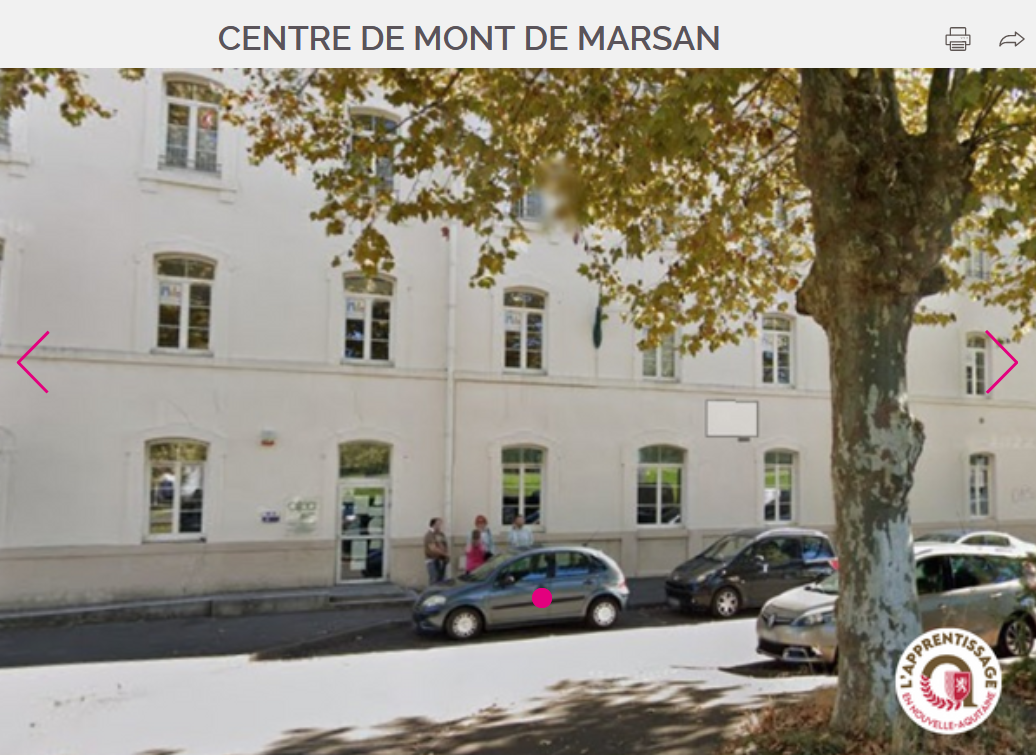 CENTRE DE MONT DE MARSAN
L'APPRENTISSAGE
EN NOUVELLE-AQUITAINE